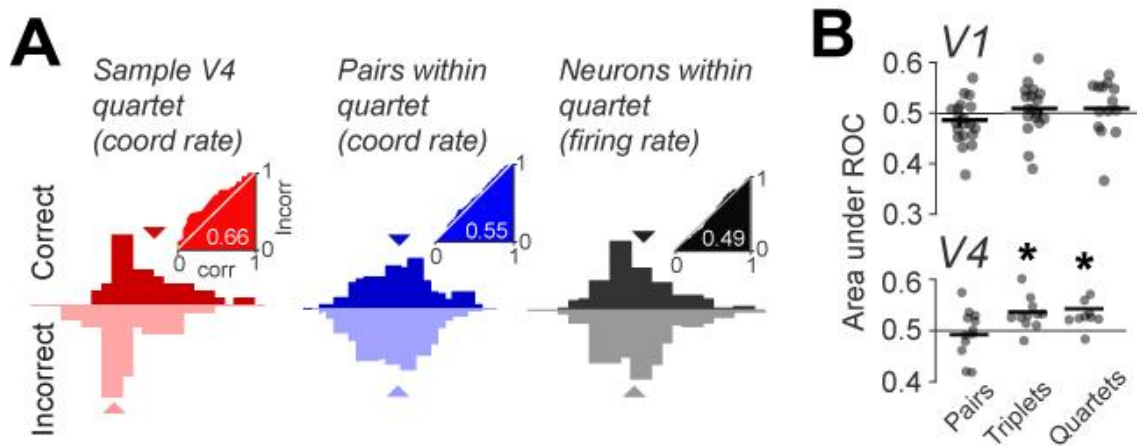 A
Sample V4
quartet
(coord rate)
Pairs within
quartet
(coord rate)
Neurons within
quartet
(firing rate)
Correct
Incorrect
0.66
1
0
0
1
corr
Incorr
0.55
1
0
0
1
0.49
1
0
0
1
B
V1
Area under ROC
0.6
0.5
0.4
0.3
V4
* *
0.6
0.5
0.4
Pairs
Triplets
Quartets